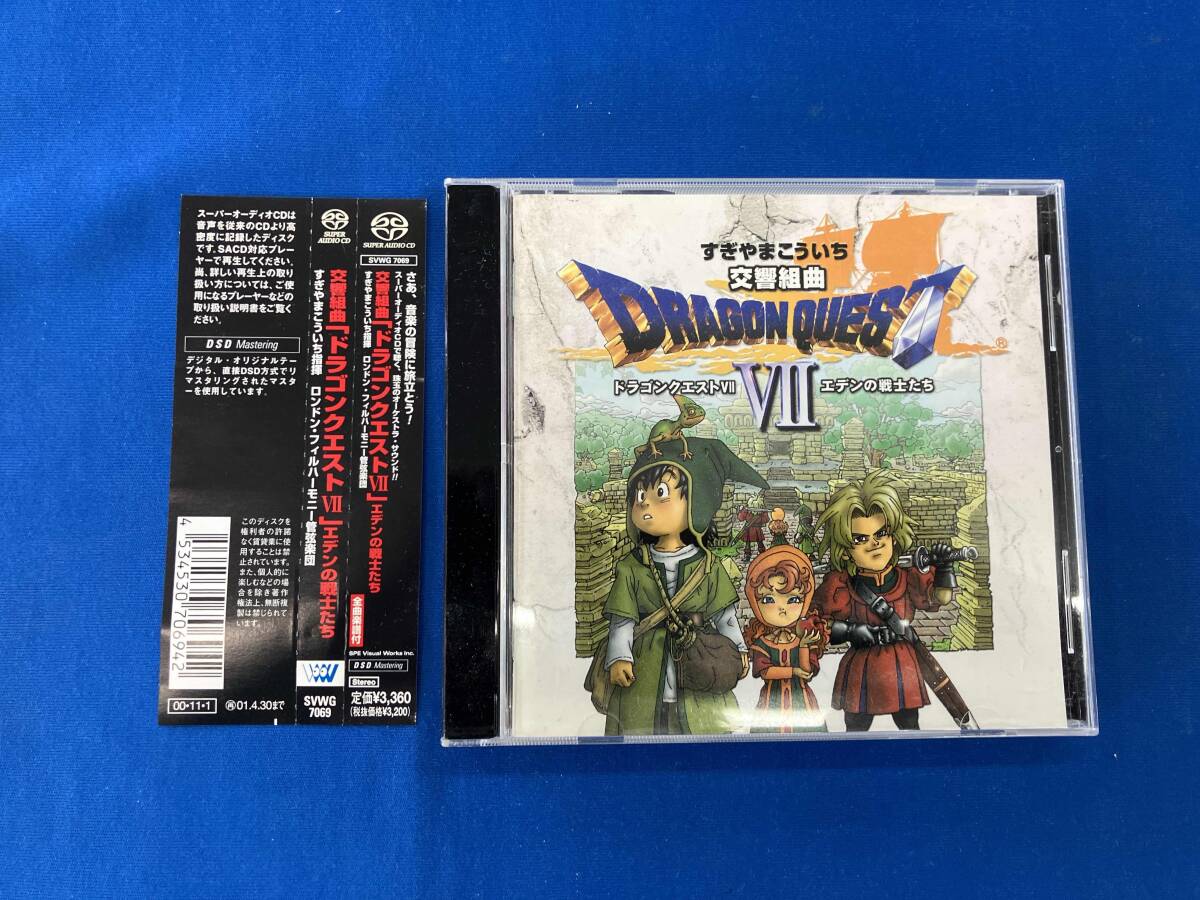 スーパーオーディオCDは
音声を従来のCDより高
密度に記録したディスク
です。SACD対応プレー
ヤーで再生してください。
尚、詳しい再生上の取り
扱い方については、ご使
用になるプレーヤーなどの
取り扱い説明書をご覧く
ださい。
DSD Mastering
デジタル・オリジナルテー
プから、直接DSD方式でリ
マスタリングされたマスタ
ーを使用しています。
このディスクを
権利者の許諾
なく賃貸業に使
用することは禁
止されています。
また、個人的に
楽しむなどの場
合を除き著作
権法上、無断複
製は禁じられて
います。
4534530706942
00・11・1
再01.4.30まで
SUPER AUDIO CD
交響組曲「ドラゴンクエストVII」エデンの戦士たち
すぎやまこういち指揮 ロンドン・フィルハーモニー管弦楽団
SVWG
7069
SUPER AUDIO CD
SVWG 7069
さあ、音楽の冒険に旅立とう!
スーパーオーディオCDで聴く、珠玉のオーケストラ・サウンド!!
交響組曲「ドラゴンクエストVII」エデンの戦士たち
すぎやまこういち指揮 ロンドン・フィルハーモニー管弦楽団
全曲楽譜付
SPE Visual Works Inc.
DSD Mastering
Stereo
定価¥3,360
(税抜価格¥3,200)
すぎやまこういち
交響組曲
DRAGON QUEST
®
ドラゴンクエストVII
VII
エデンの戦士たち